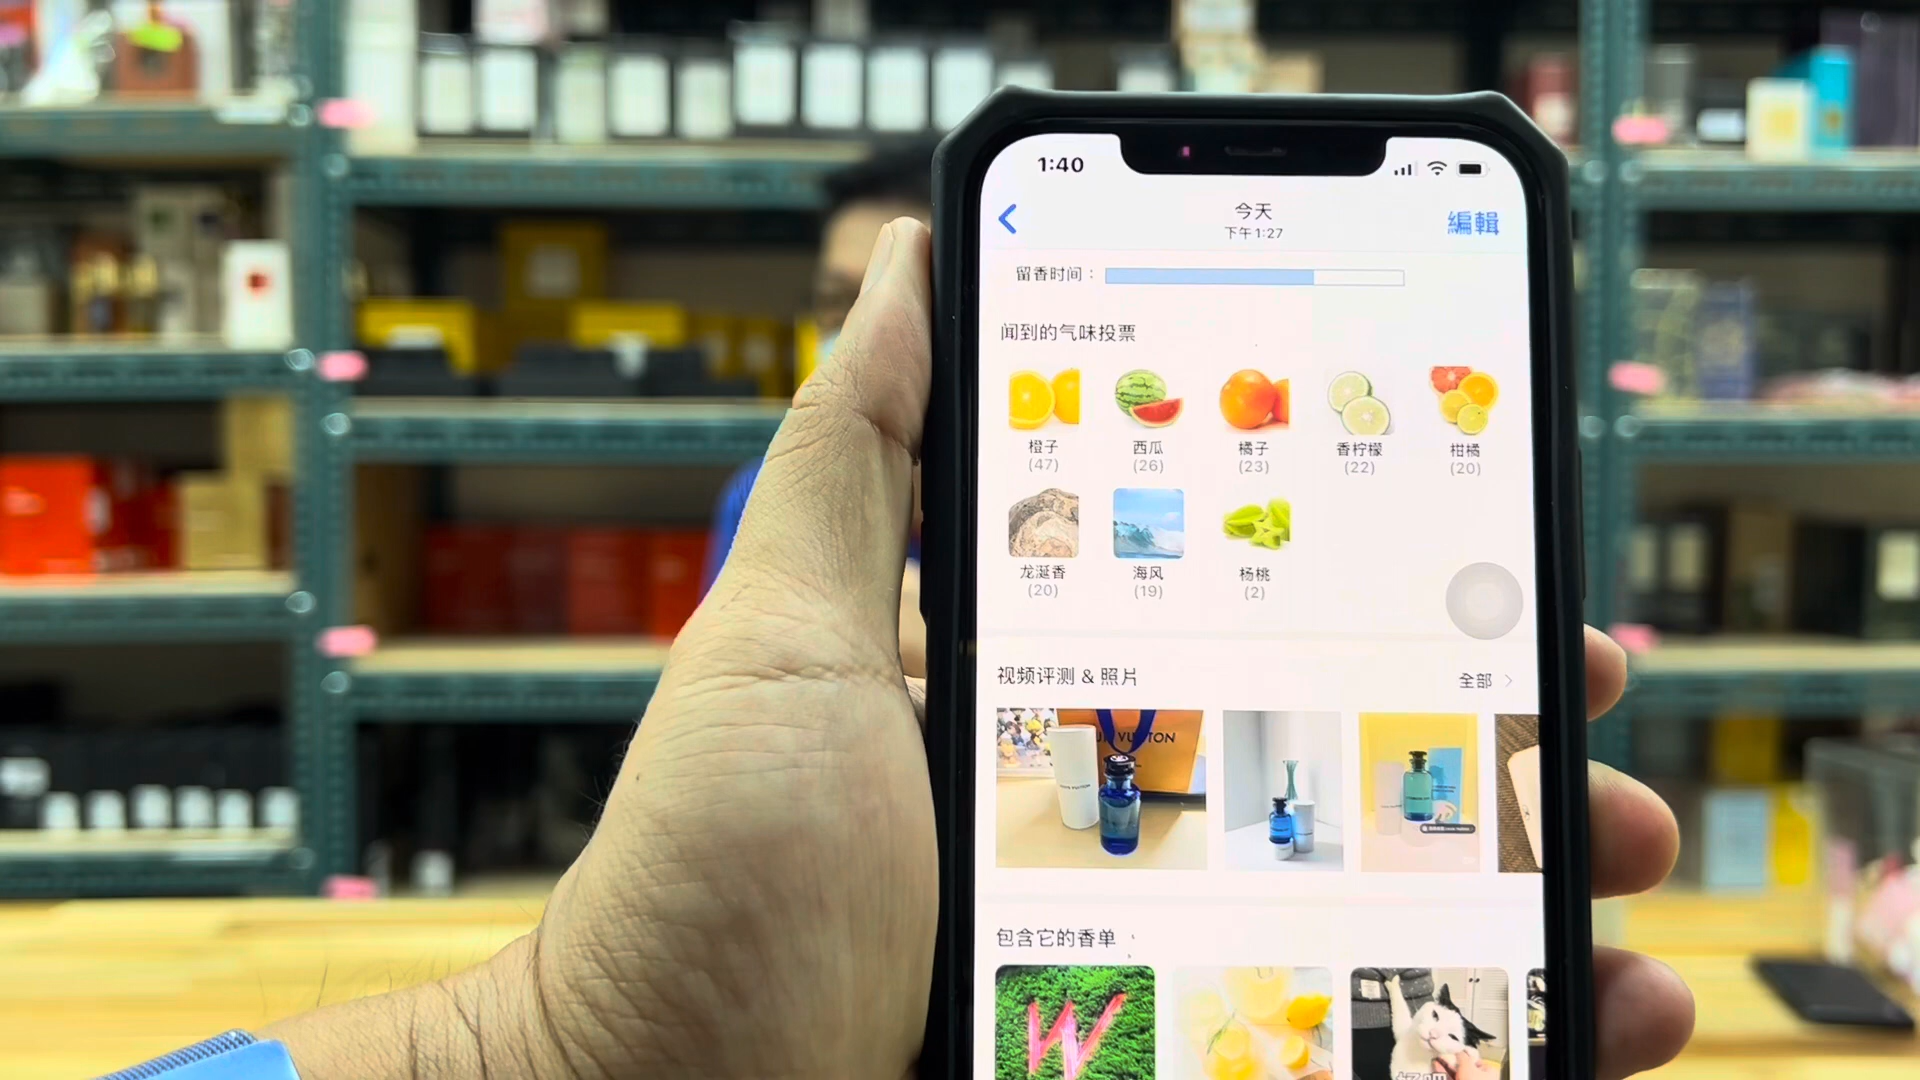 1:40
今天
下午1:27
編輯
留香时间：
闻到的气味投票
橙子 西瓜 橘子 香柠檬 柑橘
(47) (26) (23) (22) (20)
龙涎香 海风 杨桃
(20) (19) (2)
视频评测 & 照片
全部
VUITTON
包含它的香单
W